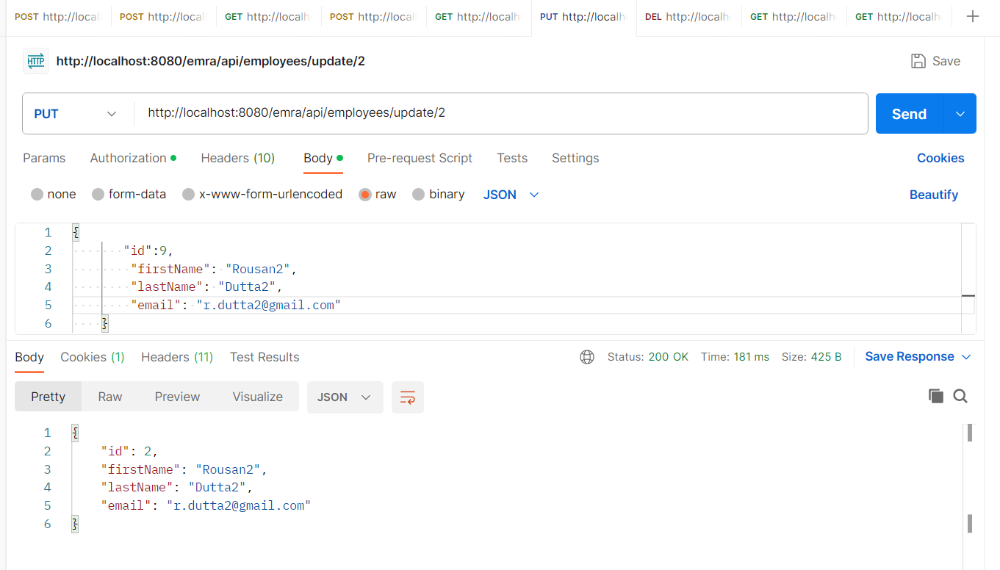 POST http://local POST http://local GET http://localh POST http://local GET http://localh PUT http://localh DEL http://localh GET http://localh GET http://localh +
HTTP http://localhost:8080/emra/api/employees/update/2 Save
PUT http://localhost:8080/emra/api/employees/update/2 Send
Params Authorization Headers (10) Body Pre-request Script Tests Settings Cookies
none form-data x-www-form-urlencoded raw binary JSON Beautify
1 {
2 "id":9,
3 "firstName": "Rousan2",
4 "lastName": "Dutta2",
5 "email": "r.dutta2@gmail.com"
6 }
Body Cookies (1) Headers (11) Test Results Status: 200 OK Time: 181 ms Size: 425 B Save Response
Pretty Raw Preview Visualize JSON
1 {
2 "id": 2,
3 "firstName": "Rousan2",
4 "lastName": "Dutta2",
5 "email": "r.dutta2@gmail.com"
6 }